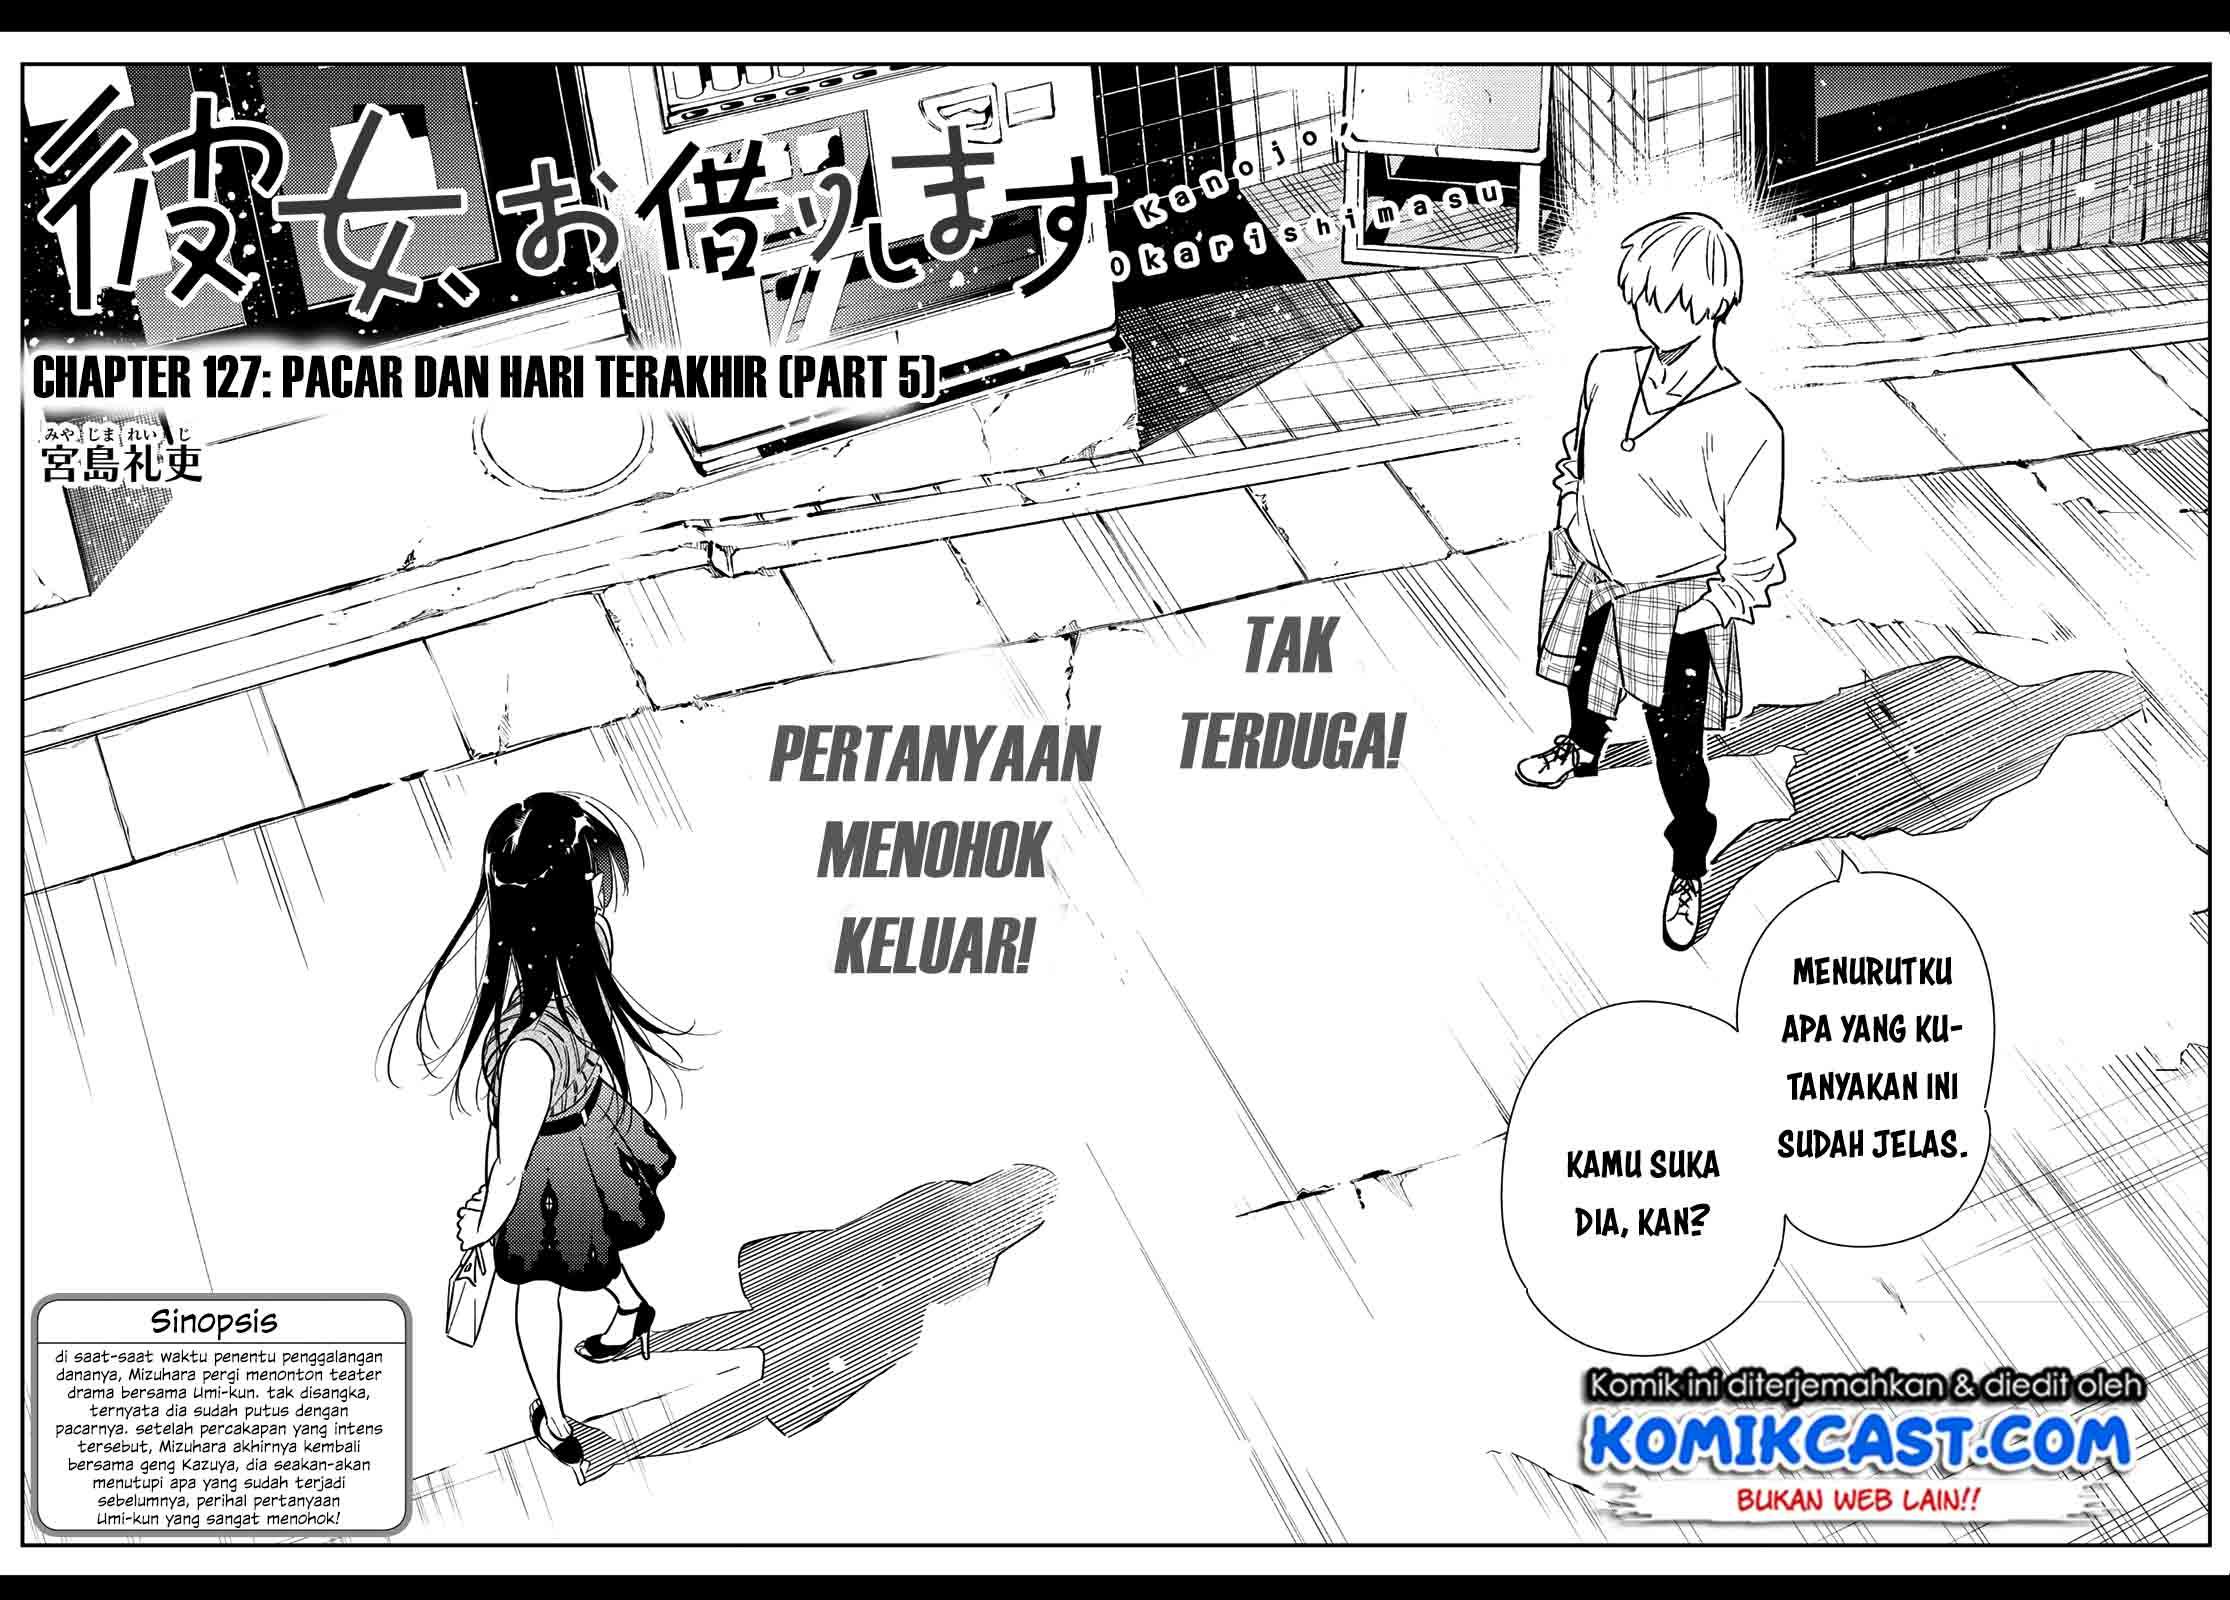 彼女、お借りします
Kanojo,
okarishimasu
CHAPTER 127: PACAR DAN HARI TERAKHIR (PART 5)
みや じま れい じ
宮島礼吏
TAK
TERDUGA!
PERTANYAAN
MENOHOK
KELUAR!
MENURUTKU
APA YANG KU-
TANYAKAN INI
SUDAH JELAS.
KAMU SUKA
DIA, KAN?
Sinopsis
di saat-saat waktu penentu penggalangan
dananya, Mizuhara pergi menonton teater
drama bersama Umi-kun. tak disangka,
ternyata dia sudah putus dengan
pacarnya. setelah percakapan yang intens
tersebut, Mizuhara akhirnya kembali
bersama geng Kazuya, dia seakan-akan
menutupi apa yang sudah terjadi
sebelumnya, perihal pertanyaan
Umi-kun yang sangat menohok!
Komik ini diterjemahkan & diedit oleh
KOMIKCAST.COM
BUKAN WEB LAIN!!